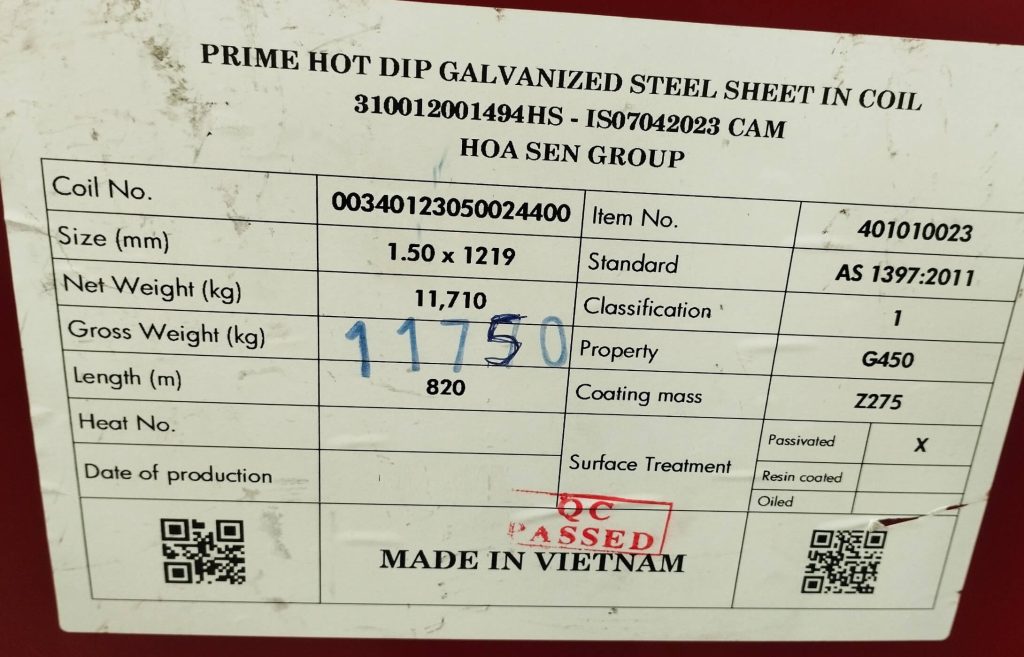 PRIME HOT DIP GALVANIZED STEEL SHEET IN COIL
310012001494HS - IS07042023 CAM
HOA SEN GROUP
Coil No. 00340123050024400 Item No. 401010023
Size (mm) 1.50 x 1219 Standard AS 1397:2011
Net Weight (kg) 11,710 Classification 1
Gross Weight (kg) 11750 Property G450
Length (m) 820 Coating mass Z275
Heat No. Surface Treatment Passivated X
Date of production Resin coated
Oiled
QC
PASSED
MADE IN VIETNAM